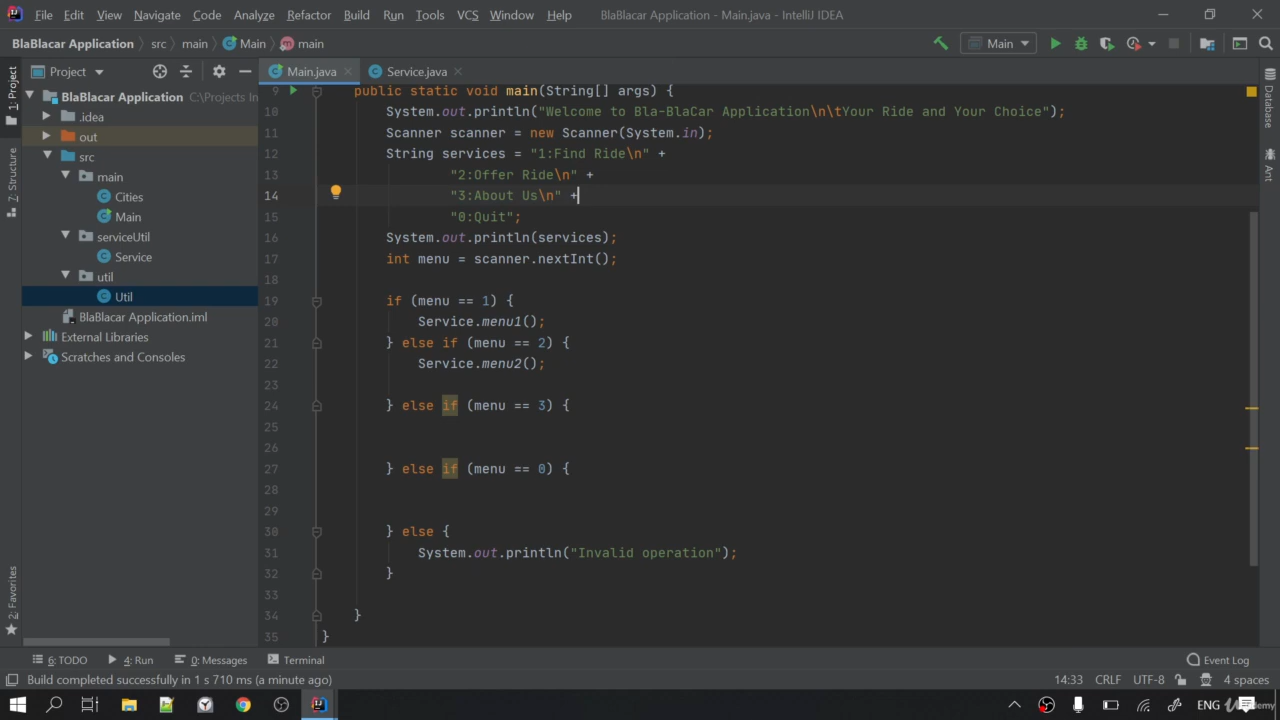 File Edit View Navigate Code Analyze Refactor Build Run Tools VCS Window Help BlaBlacar Application - Main.java - IntelliJ IDEA
BlaBlacar Application src main Main main Main
Project Main.java Service.java
1: Project
BlaBlacar Application C:\Projects In
.idea
out
src
main
Cities
Main
serviceUtil
Service
util
Util
BlaBlacar Application.iml
External Libraries
Scratches and Consoles
7: Structure
2: Favorites
9 public static void main(String[] args) {
10 System.out.println("Welcome to Bla-BlaCar Application\n\tYour Ride and Your Choice");
11 Scanner scanner = new Scanner(System.in);
12 String services = "1:Find Ride\n" +
13 "2:Offer Ride\n" +
14 "3:About Us\n" +
15 "0:Quit";
16 System.out.println(services);
17 int menu = scanner.nextInt();
18
19 if (menu == 1) {
20 Service.menu1();
21 } else if (menu == 2) {
22 Service.menu2();
23
24 } else if (menu == 3) {
25
26
27 } else if (menu == 0) {
28
29
30 } else {
31 System.out.println("Invalid operation");
32 }
33
34 }
35 }
Database
Ant
6: TODO 4: Run 0: Messages Terminal Event Log
Build completed successfully in 1 s 710 ms (a minute ago) 14:33 CRLF UTF-8 4 spaces
ENG